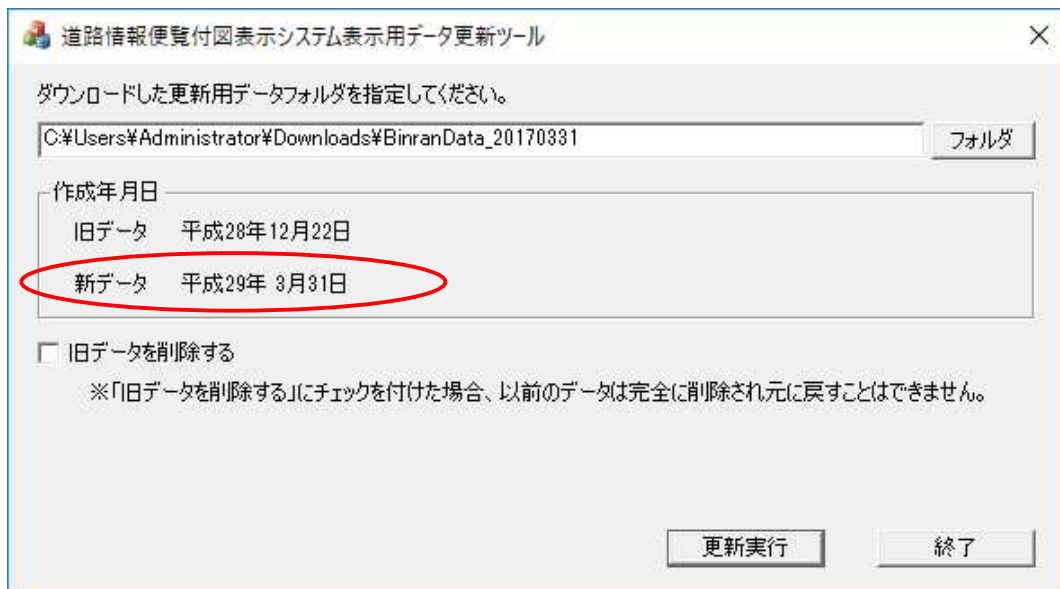 道路情報便覧付図表示システム表示用データ更新ツール
ダウンロードした更新用データフォルダを指定してください。
C:¥Users¥Administrator¥Downloads¥BinranData_20170331 フォルダ
作成年月日
旧データ 平成28年12月22日
新データ 平成29年 3月31日
旧データを削除する
※「旧データを削除する」にチェックを付けた場合、以前のデータは完全に削除され元に戻すことはできません。
更新実行 終了